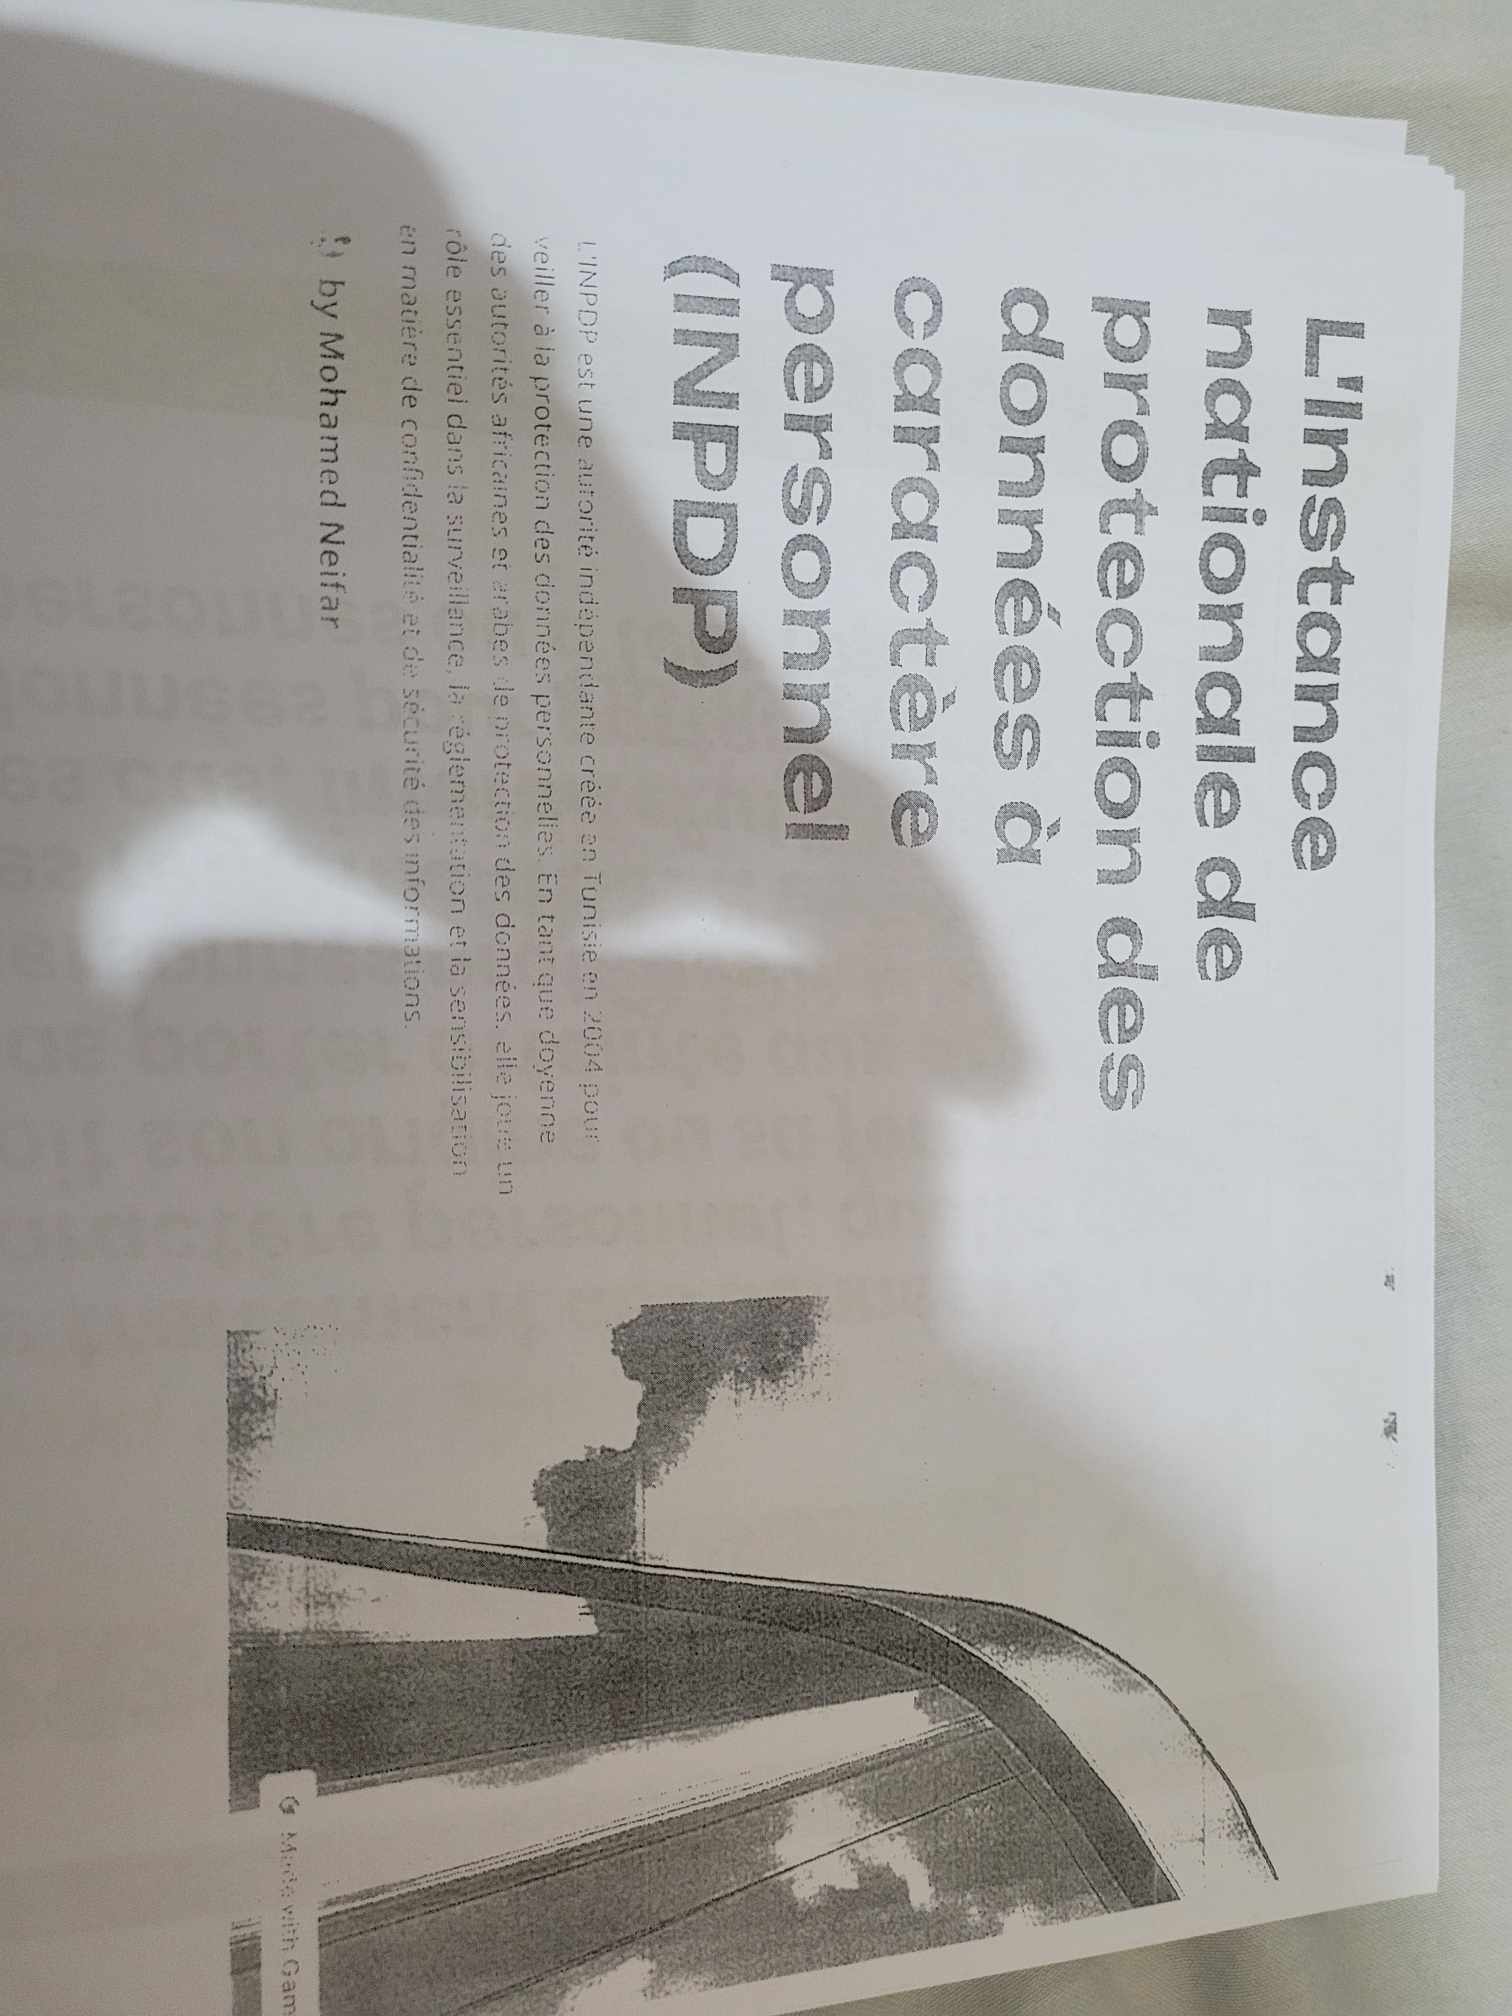 L'Instance
nationale de
protection des
données à
caractère
personnel
(INPDP)
L'INPDP est une autorité indépendante créée en Tunisie en 2004 pour
veiller à la protection des données personnelles. En tant que doyenne
des autorités africaines et arabes de protection des données, elle joue un
rôle essentiel dans la surveillance, la réglementation et la sensibilisation
en matière de confidentialité et de sécurité des informations.
by Mohamed Neifar
Made with Gam